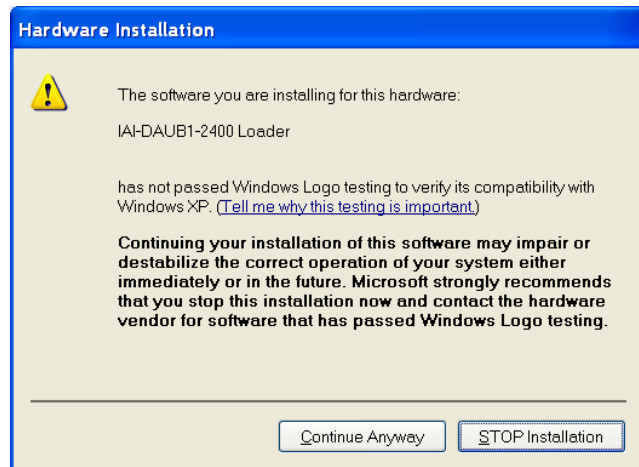 Hardware Installation
The software you are installing for this hardware:
IAI-DAUB1-2400 Loader
has not passed Windows Logo testing to verify its compatibility with
Windows XP. (Tell me why this testing is important.)
Continuing your installation of this software may impair or
destabilize the correct operation of your system either
immediately or in the future. Microsoft strongly recommends
that you stop this installation now and contact the hardware
vendor for software that has passed Windows Logo testing.
Continue Anyway
STOP Installation